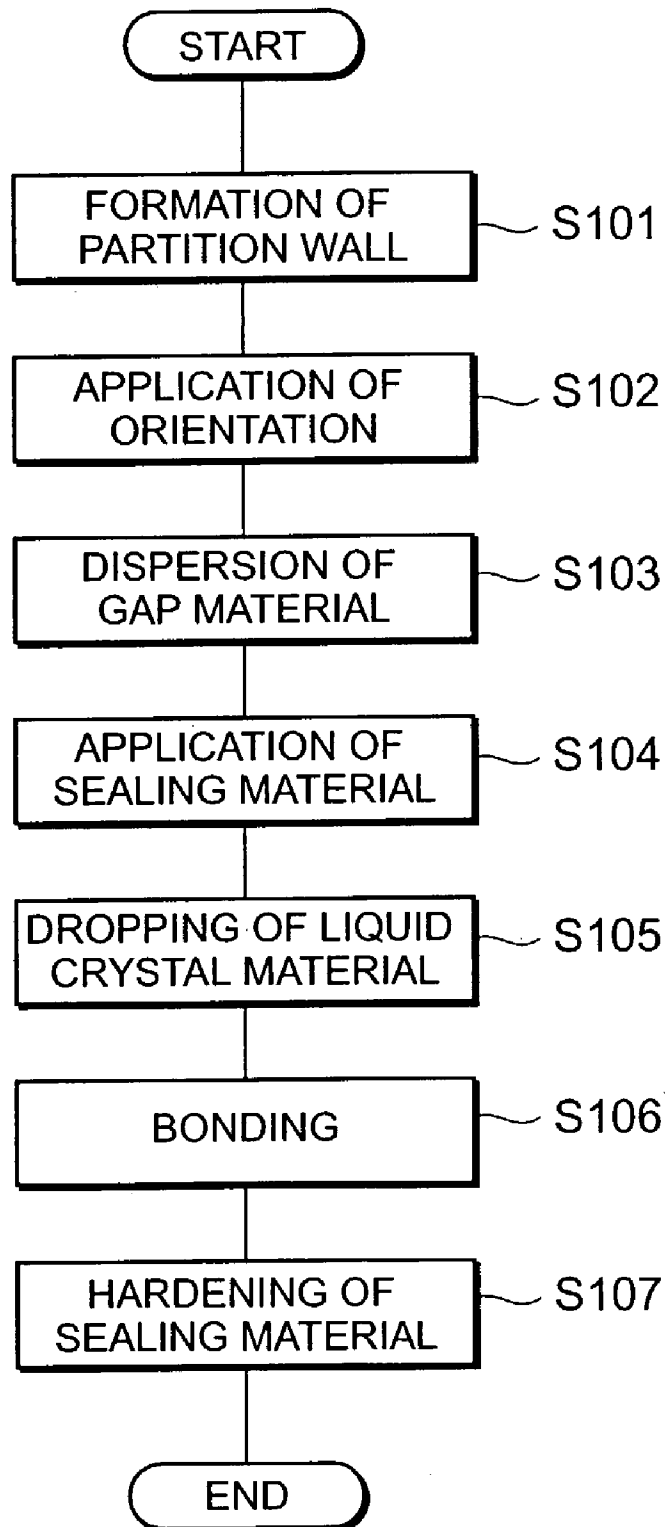 START
FORMATION OF
PARTITION WALL
S101
APPLICATION OF
ORIENTATION
S102
DISPERSION OF
GAP MATERIAL
S103
APPLICATION OF
SEALING MATERIAL
S104
DROPPING OF LIQUID
CRYSTAL MATERIAL
S105
BONDING
S106
HARDENING OF
SEALING MATERIAL
S107
END